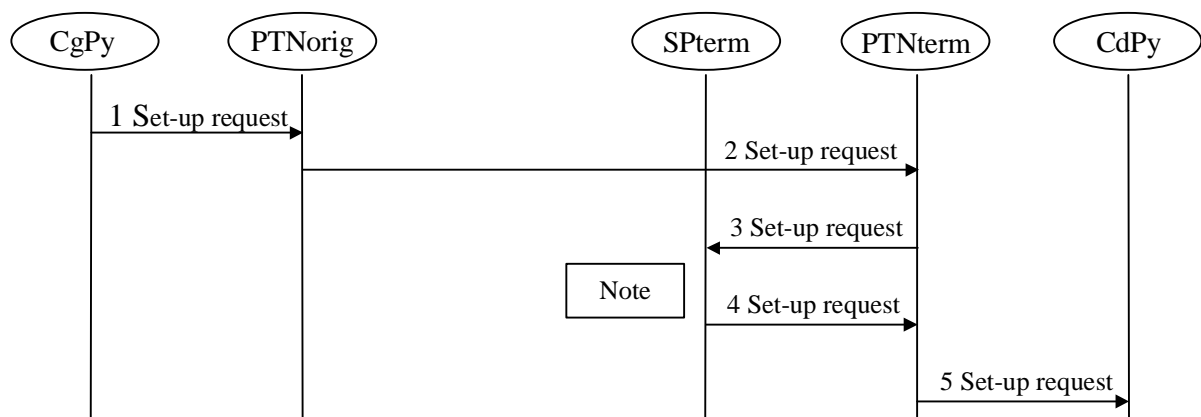 CgPy PTNorig SPterm PTNterm CdPy
1 Set-up request
2 Set-up request
3 Set-up request
Note
4 Set-up request
5 Set-up request